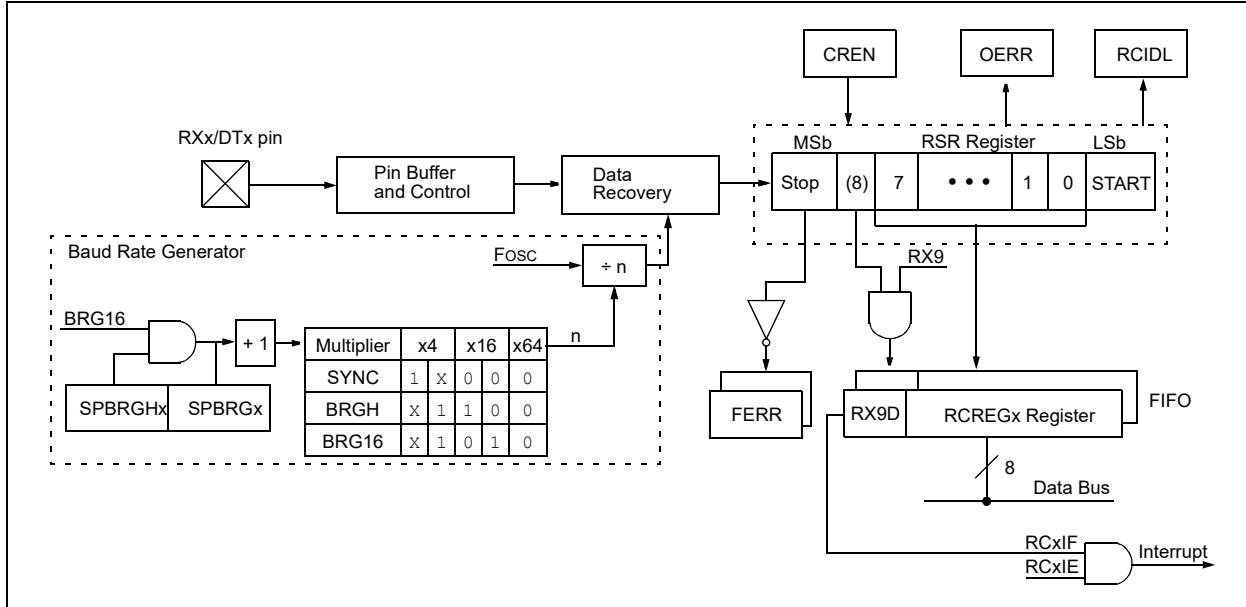 CREN OERR RCIDL
RXx/DTx pin
MSb RSR Register LSb
Pin Buffer
and Control
Data
Recovery
Stop (8) 7 • • • 1 0 START
Baud Rate Generator
FOSC
÷ n
RX9
BRG16
+ 1
n
Multiplier x4 x16 x64
SYNC 1 X 0 0 0
BRGH X 1 1 0 0
BRG16 X 1 0 1 0
SPBRGHx SPBRGx
FERR
RX9D RCREGx Register
FIFO
8
Data Bus
RCxIF
RCxIE
Interrupt